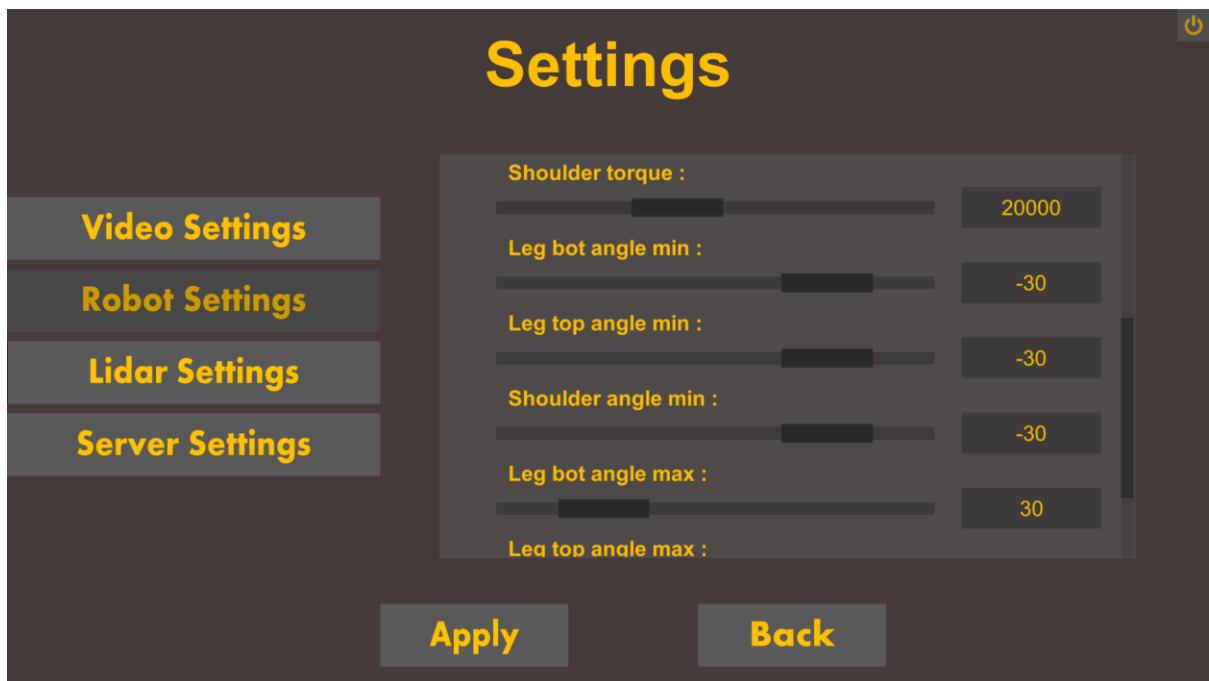 Settings
Video Settings
Robot Settings
Lidar Settings
Server Settings
Shoulder torque :
20000
Leg bot angle min :
-30
Leg top angle min :
-30
Shoulder angle min :
-30
Leg bot angle max :
30
Leg top angle max :
Apply
Back